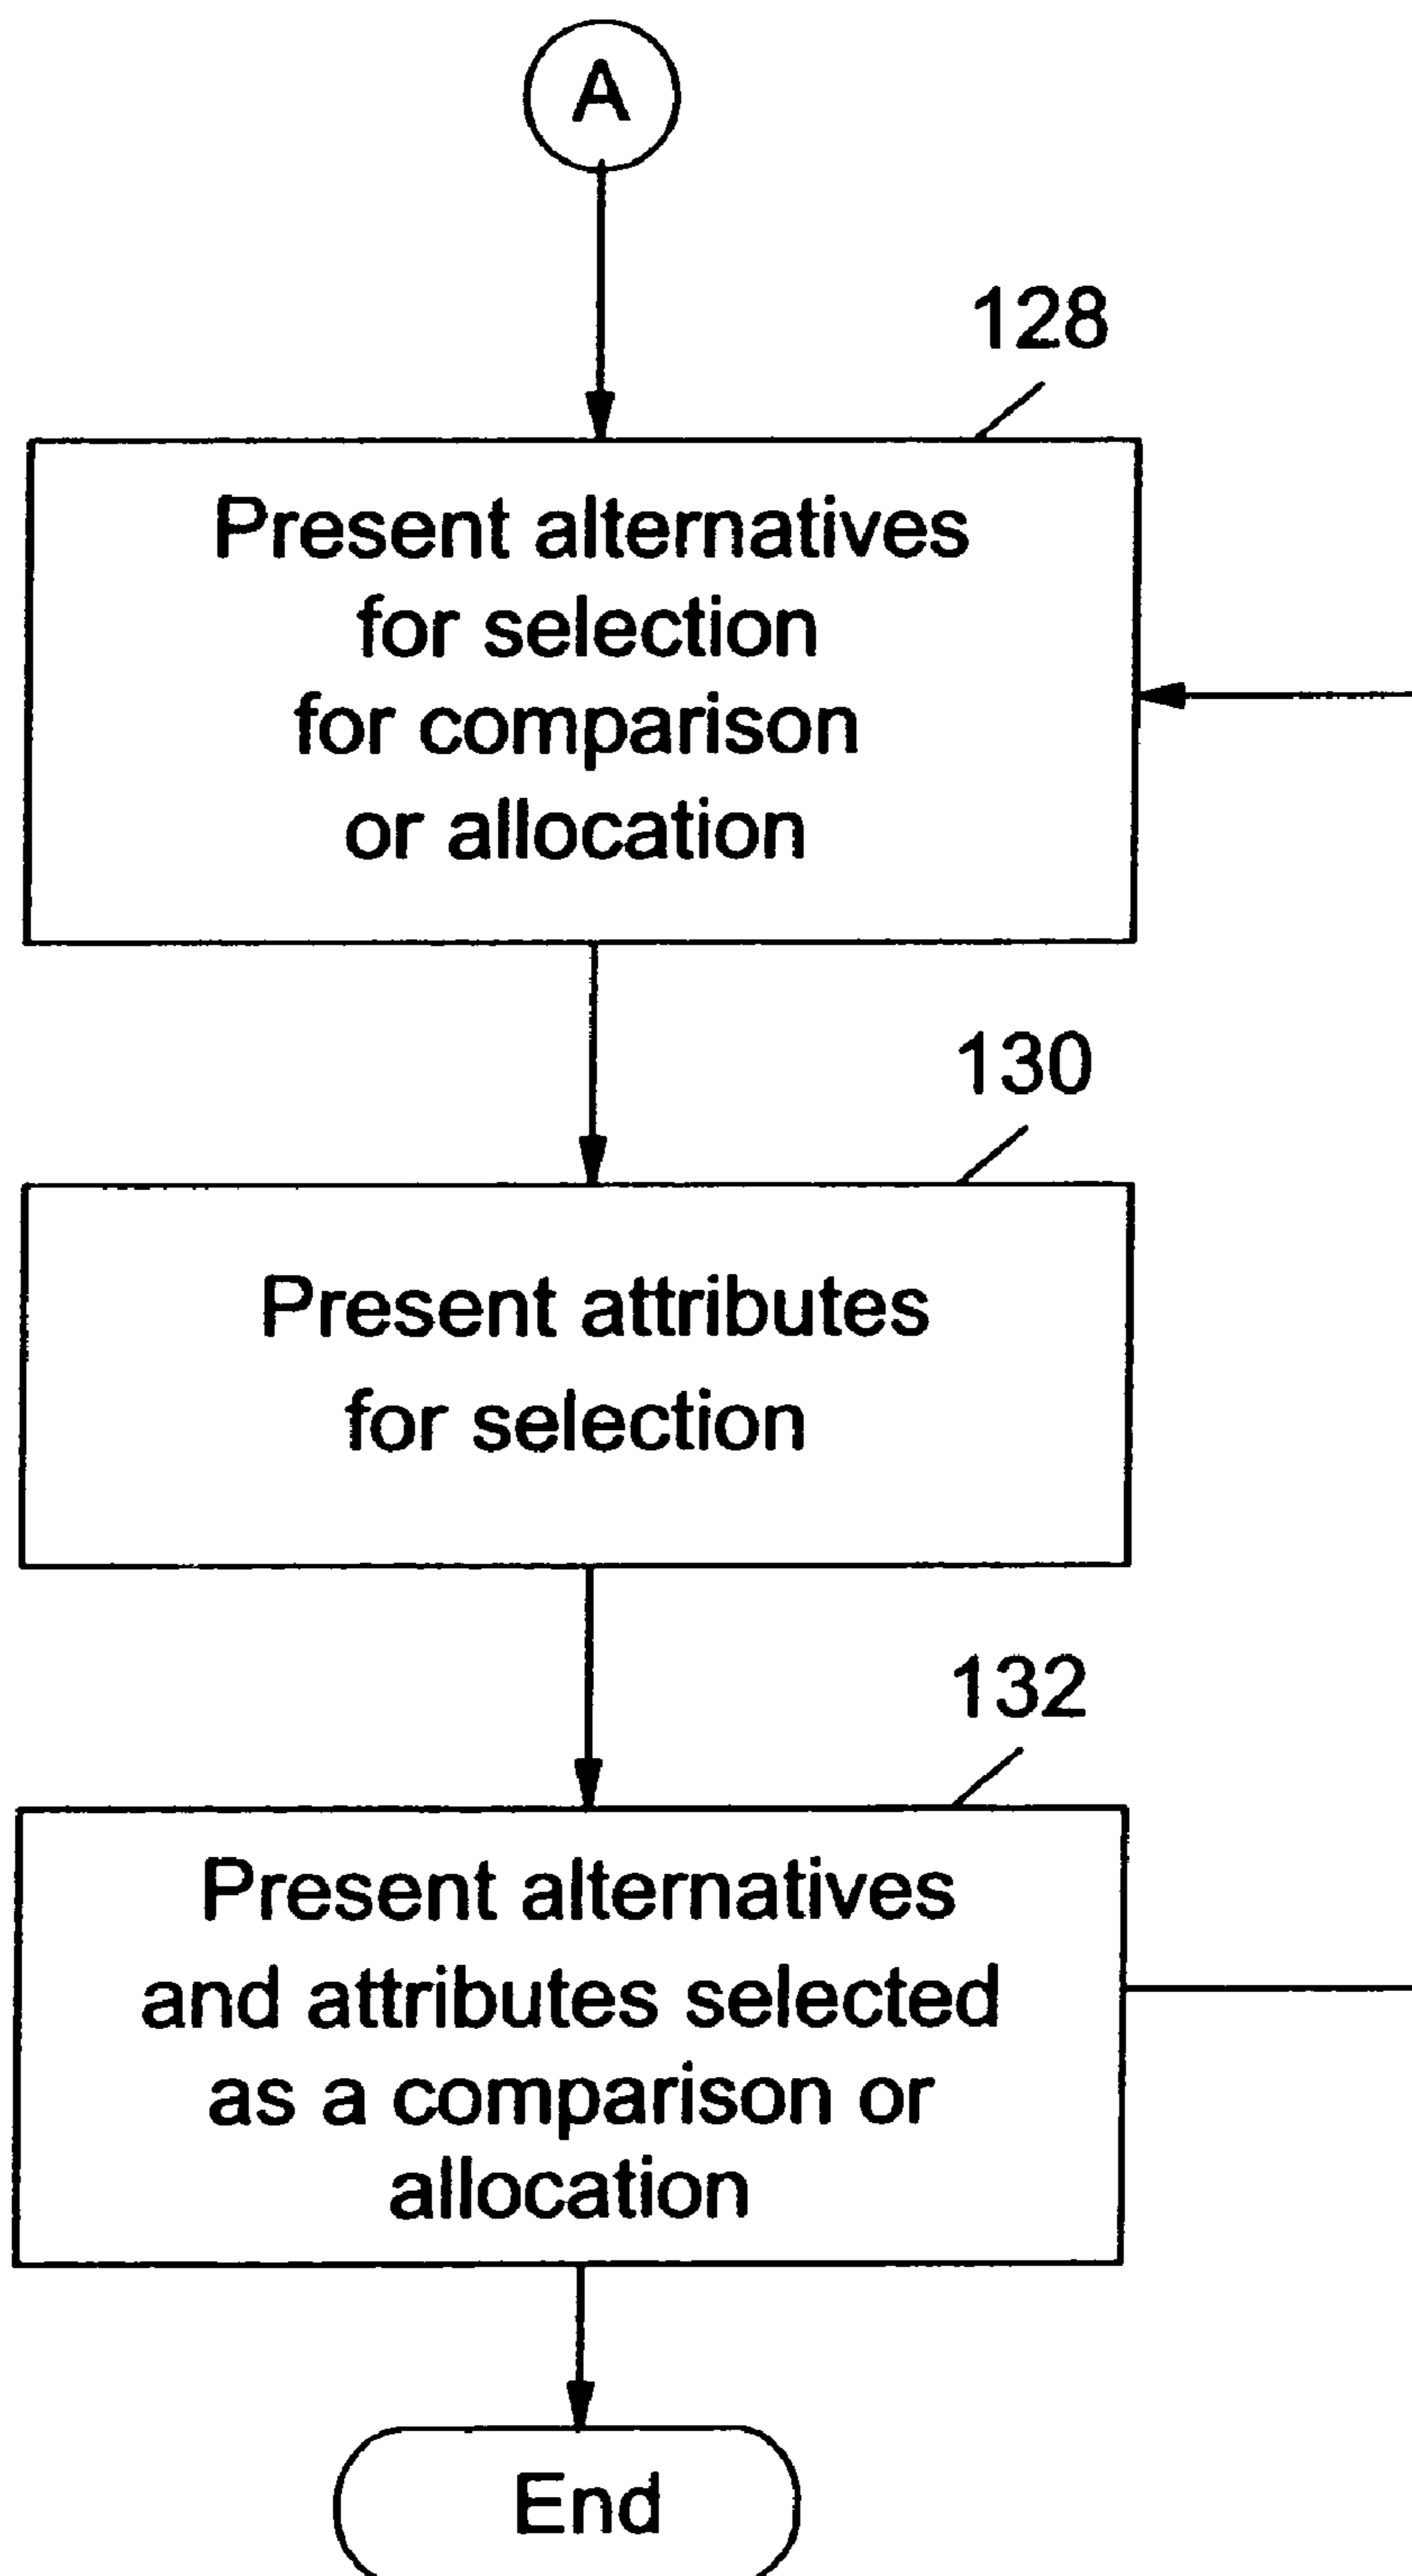 A
128
Present alternatives
for selection
for comparison
or allocation
130
Present attributes
for selection
132
Present alternatives
and attributes selected
as a comparison or
allocation
End